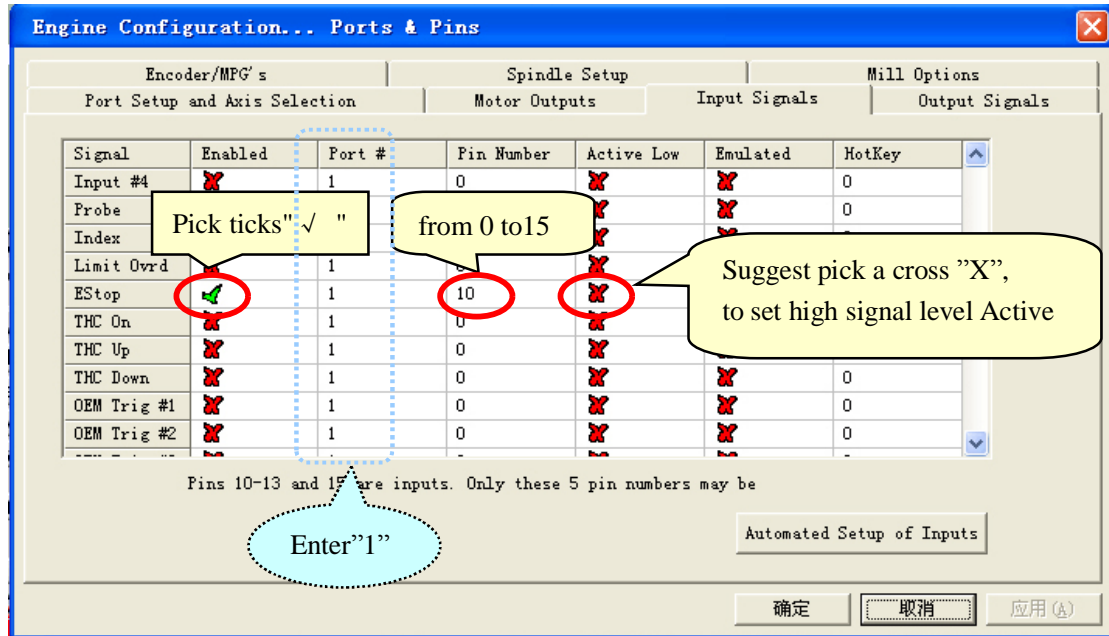 Engine Configuration... Ports & Pins
Encoder/MPG's Spindle Setup Mill Options
Port Setup and Axis Selection Motor Outputs Input Signals Output Signals
Signal Enabled Port # Pin Number Active Low Emulated HotKey
Input #4 1 0 0
Probe 0
Index
Pick ticks" √ "
from 0 to15
Limit Ovrd 1
Suggest pick a cross ”X”,
to set high signal level Active
EStop 1 10
THC On 1 0
THC Up 1 0
THC Down 1 0 0
OEM Trig #1 1 0 0
OEM Trig #2 1 0 0
Pins 10-13 and 15 are inputs. Only these 5 pin numbers may be
Enter”1”
Automated Setup of Inputs
确定 取消 应用(A)